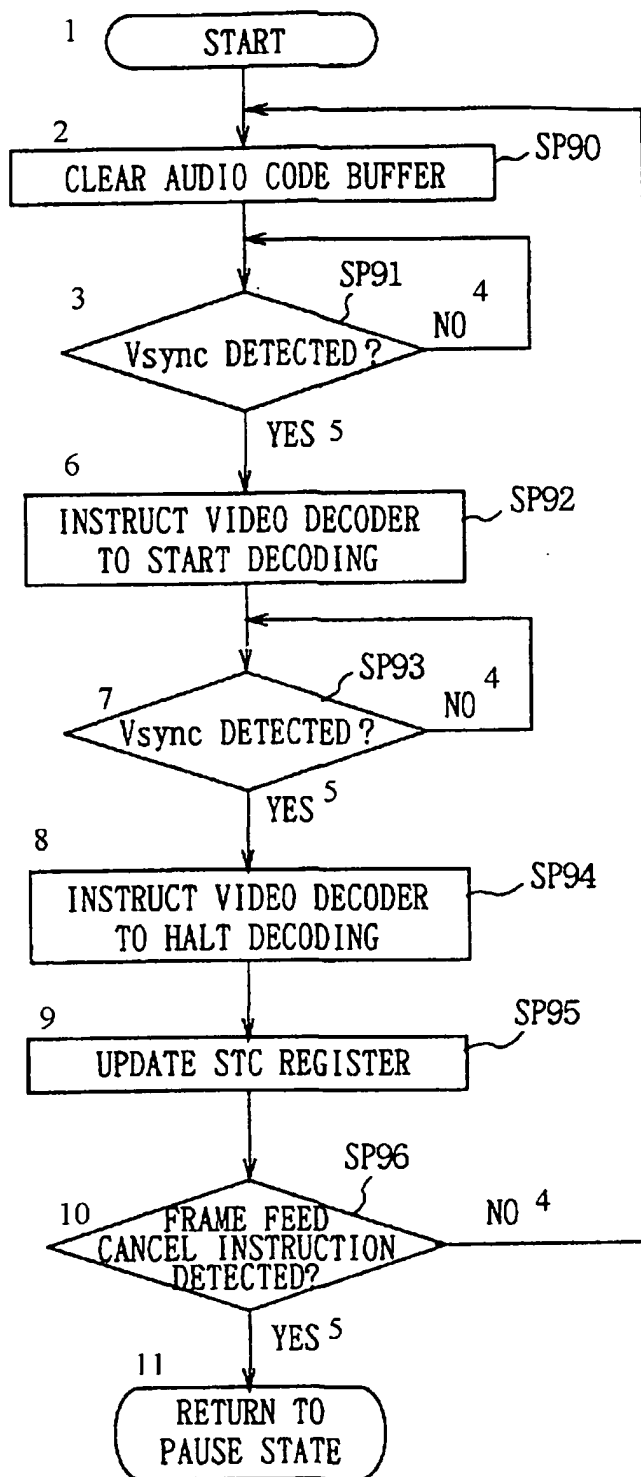 1
START
2
SP90
CLEAR AUDIO CODE BUFFER
SP91
3
4
NO
Vsync DETECTED?
YES 5
6
SP92
INSTRUCT VIDEO DECODER
TO START DECODING
SP93
7
4
NO
Vsync DETECTED?
YES 5
8
SP94
INSTRUCT VIDEO DECODER
TO HALT DECODING
9
SP95
UPDATE STC REGISTER
SP96
10
NO 4
FRAME FEED
CANCEL INSTRUCTION
DETECTED?
YES 5
11
RETURN TO
PAUSE STATE